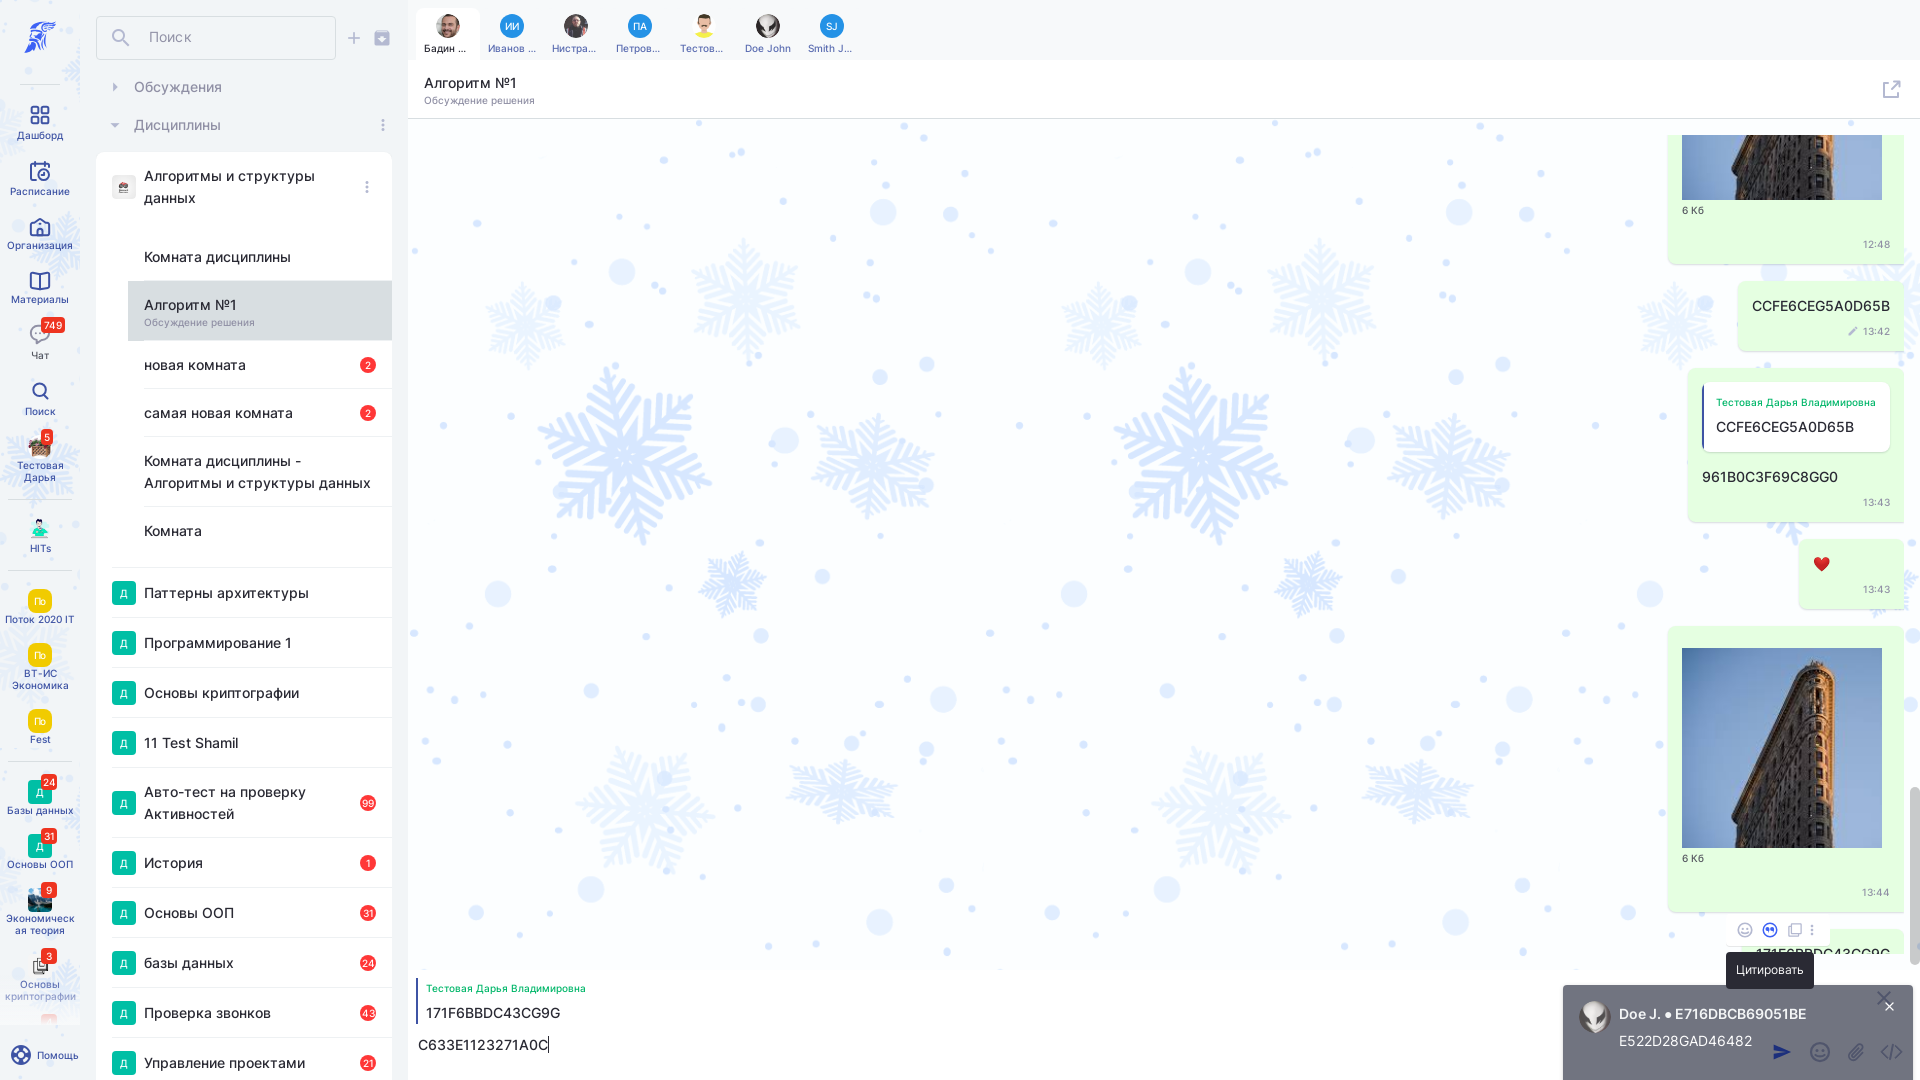 Поиск
Обсуждения
Дисциплины
Алгоритмы и структуры
данных
Комната дисциплины
Алгоритм №1
Обсуждение решения
новая комната
2
самая новая комната
2
Комната дисциплины -
Алгоритмы и структуры данных
Комната
Д
Паттерны архитектуры
Д
Программирование 1
Д
Основы криптографии
Д
11 Test Shamil
Д
Авто-тест на проверку
Активностей
99
Д
История
1
Д
Основы ООП
31
Д
базы данных
24
Д
Проверка звонков
43
Д
Управление проектами
21
Дашборд
Расписание
Организация
Материалы
749
Чат
Поиск
5
Тестовая
Дарья
HITs
По
Поток 2020 IT
По
ВТ-ИС
Экономика
По
Fest
24
Д
Базы данных
31
Д
Основы ООП
9
Экономическ
ая теория
3
Основы
криптографии
Помощь
Бадин ...
ИИ
Иванов ...
Нистра...
ПА
Петров...
Тестов...
Doe John
SJ
Smith J...
Алгоритм №1
Обсуждение решения
6 Кб
12:48
CCFE6CEG5A0D65B
13:42
Тестовая Дарья Владимировна
CCFE6CEG5A0D65B
961B0C3F69C8GG0
13:43
13:43
6 Кб
13:44
171F6BBDC43CG9G
Цитировать
Тестовая Дарья Владимировна
171F6BBDC43CG9G
C633E1123271A0C
Doe J. ● E716DBCB69051BE
E522D28GAD46482